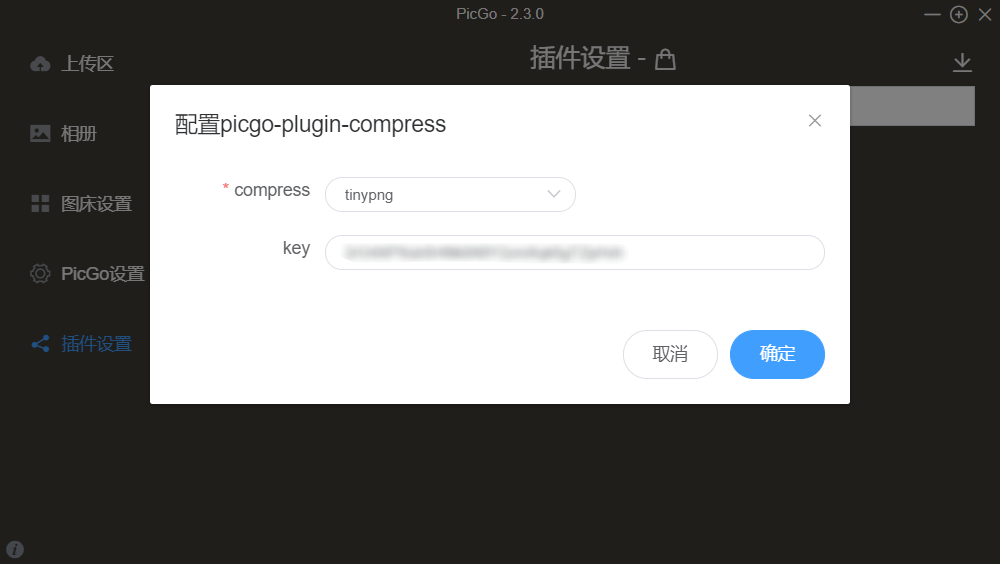 PicGo - 2.3.0
上传区
相册
图床设置
PicGo设置
插件设置
插件设置 -
配置picgo-plugin-compress
* compress
tinypng
key
取消
确定